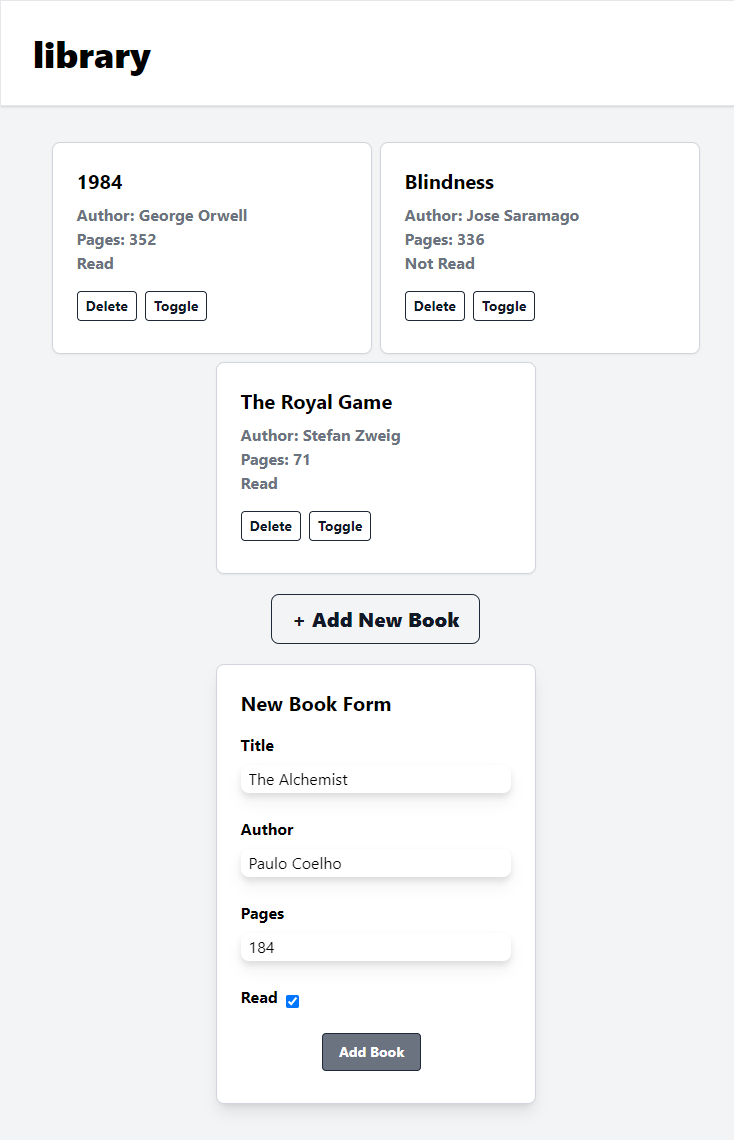 library
1984
Author: George Orwell
Pages: 352
Read
Delete Toggle
Blindness
Author: Jose Saramago
Pages: 336
Not Read
Delete Toggle
The Royal Game
Author: Stefan Zweig
Pages: 71
Read
Delete Toggle
+ Add New Book
New Book Form
Title
The Alchemist
Author
Paulo Coelho
Pages
184
Read
Add Book